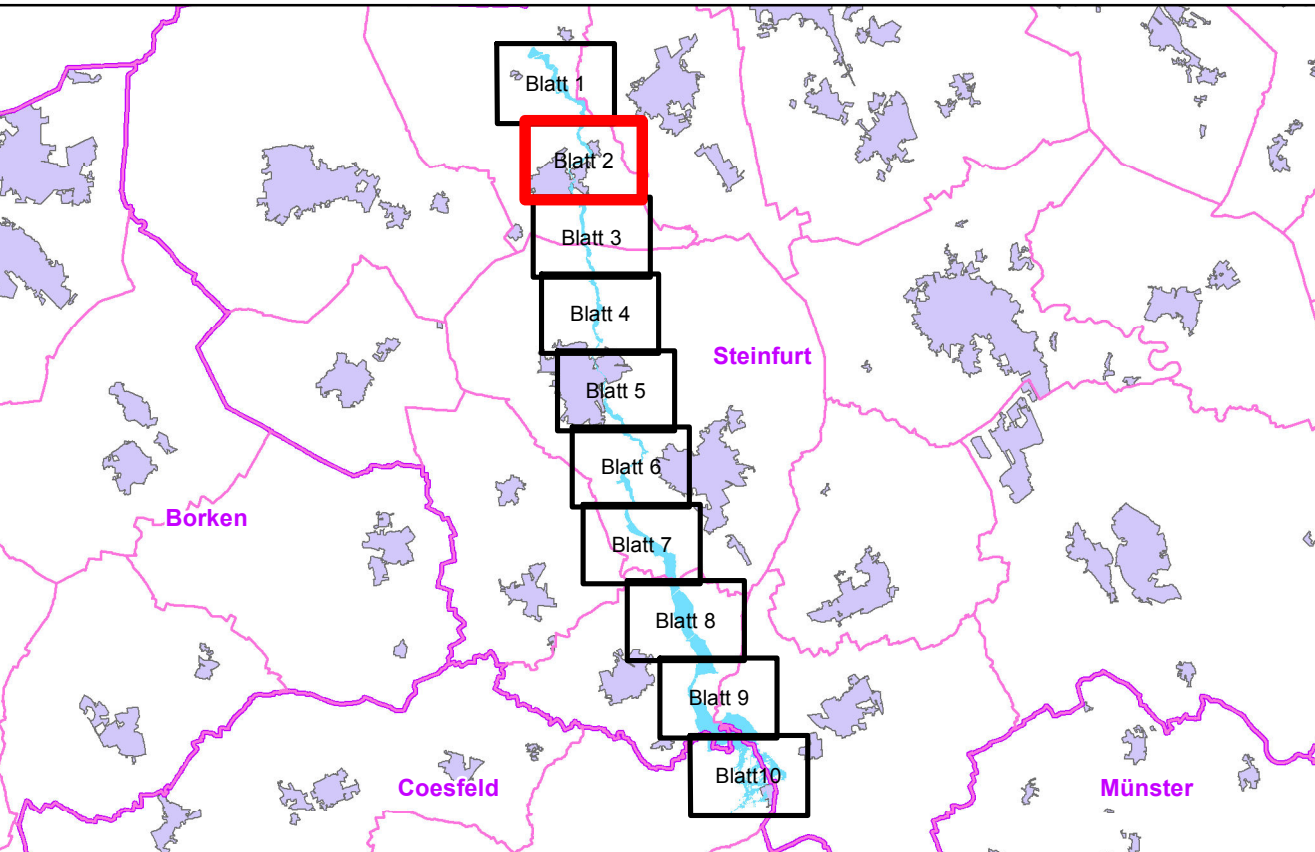 Blatt 1
Blatt 2
Blatt 3
Blatt 4
Steinfurt
Blatt 5
Blatt 6
Borken
Blatt 7
Blatt 8
Blatt 9
Blatt10
Coesfeld
Münster